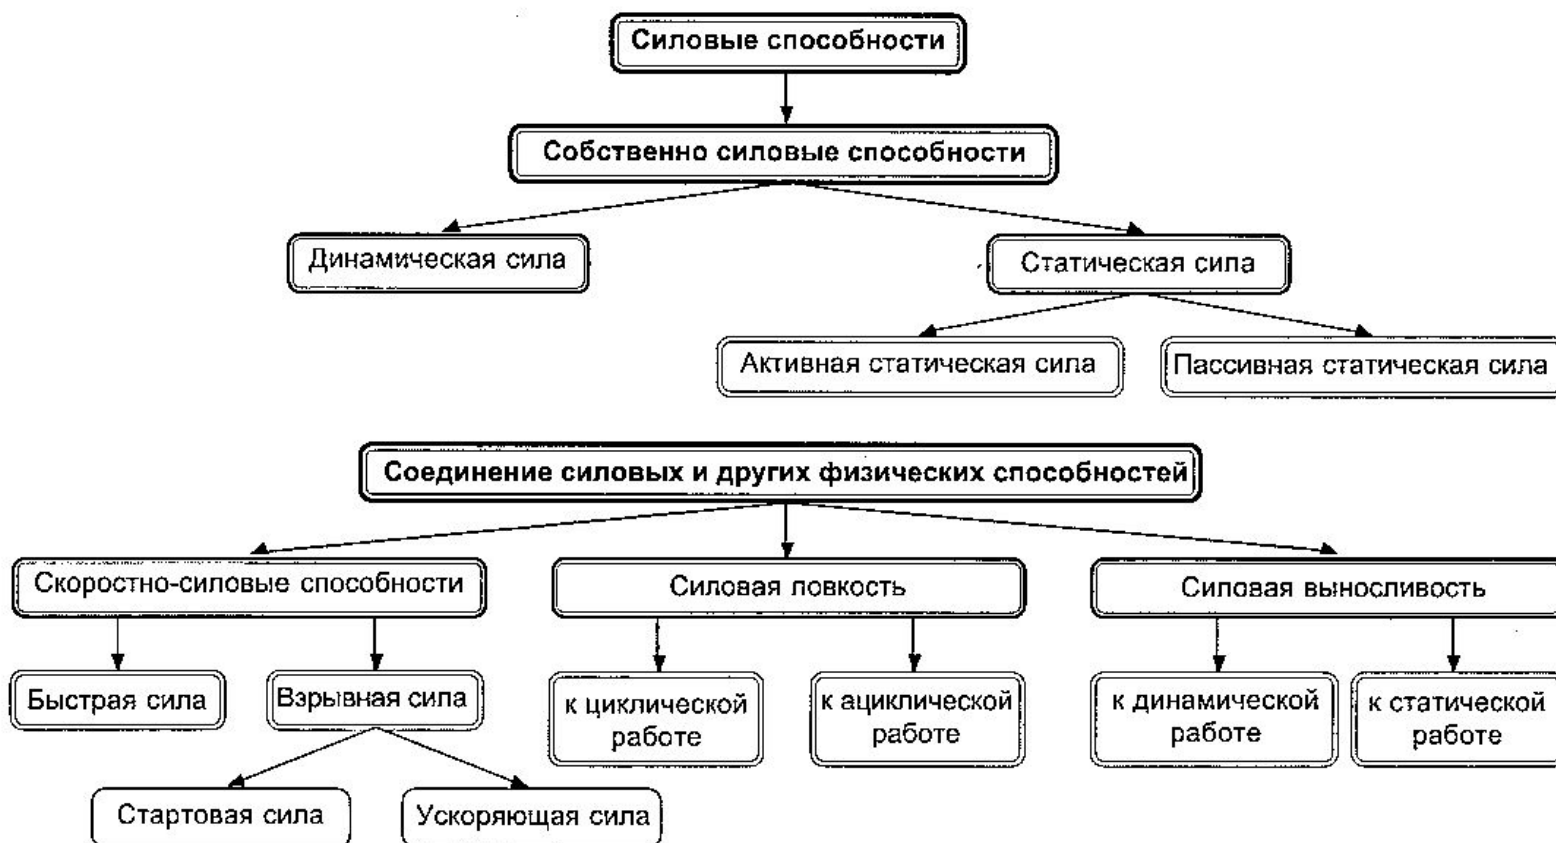 Силовые способности
Собственно силовые способности
Динамическая сила
Статическая сила
Активная статическая сила
Пассивная статическая сила
Соединение силовых и других физических способностей
Скоростно-силовые способности
Силовая ловкость
Силовая выносливость
Быстрая сила
Взрывная сила
к циклической
работе
к ациклической
работе
к динамической
работе
к статической
работе
Стартовая сила
Ускоряющая сила